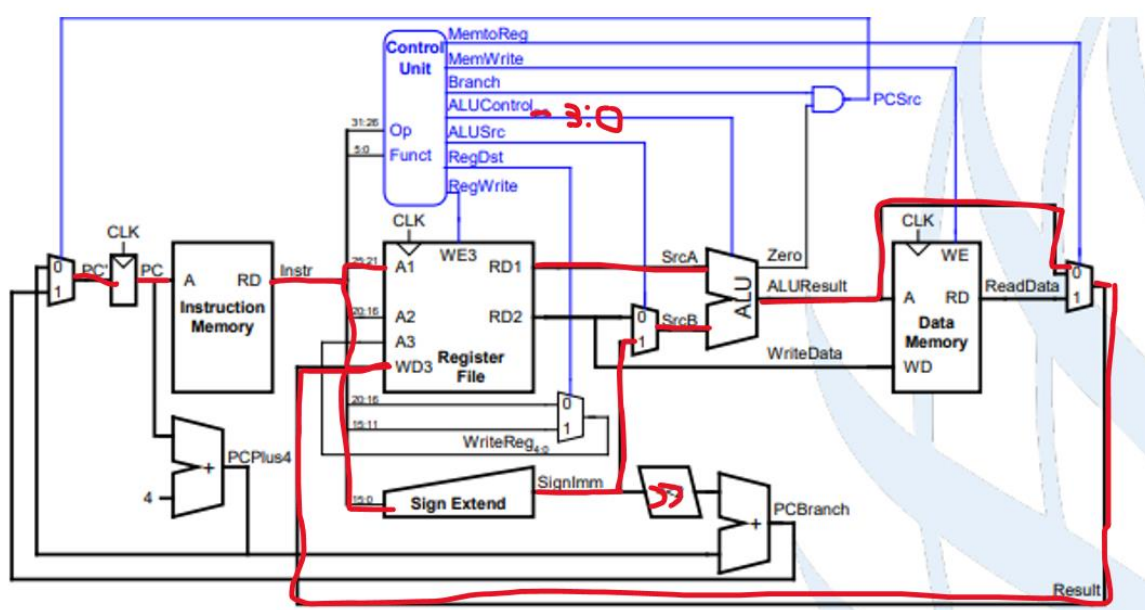 MemtoReg
Control
Unit
MemWrite
Branch
PCSrc
ALUControl - 3:0
31:26
Op
ALUSrc
5:0
Funct
RegDst
RegWrite
CLK
CLK
CLK
0
PC'
PC
A
RD
Instr
25:21
A1
WE3
RD1
SrcA
Zero
WE
0
1
Instruction
Memory
20:16
A2
RD2
0
SrcB
ALU
ALUResult
A
RD
ReadData
1
A3
1
Data
Memory
WD3
Register
File
WriteData
WD
20:16
0
15:11
1
WriteReg4:0
PCPlus4
+
4
15:0
Sign Extend
SignImm
+
PCBranch
Result